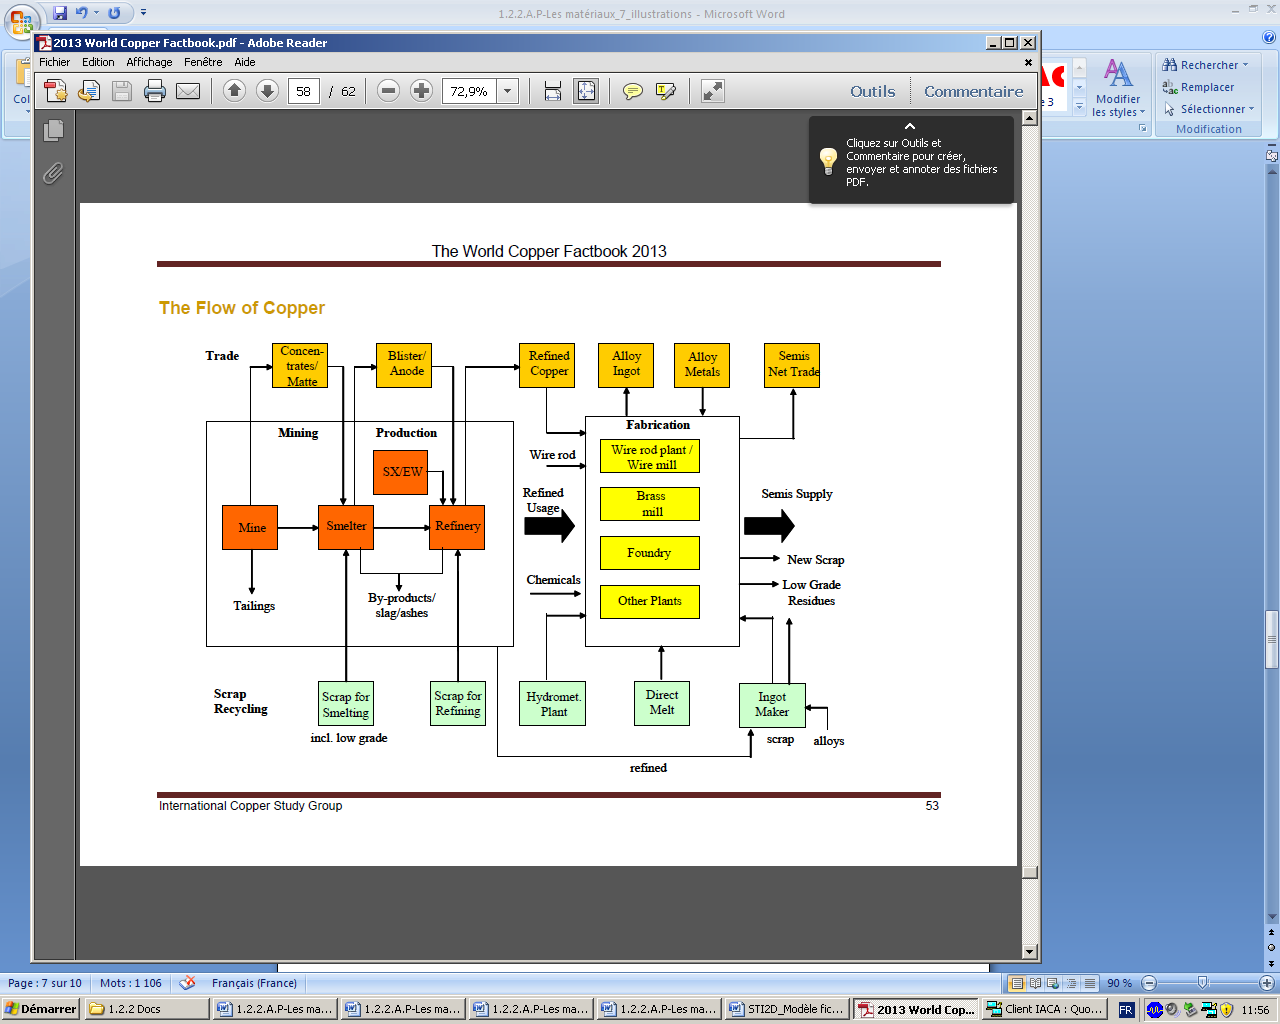 1.2.2.A.P-Les matériaux_7_illustrations - Microsoft Word
2013 World Copper Factbook.pdf - Adobe Reader
Fichier Edition Affichage Fenêtre Aide
58 / 62
72,9%
Outils Commentaire
Col
e 3
Modifier
les styles
Rechercher
Remplacer
Sélectionner
Modification
Cliquez sur Outils et
Commentaire pour créer,
envoyer et annoter des fichiers
PDF.
The World Copper Factbook 2013
The Flow of Copper
Trade
Concen-
trates/
Matte
Blister/
Anode
Refined
Copper
Alloy
Ingot
Alloy
Metals
Semis
Net Trade
Mining
Production
Fabrication
SX/EW
Wire rod
Wire rod plant /
Wire mill
Refined
Usage
Brass
mill
Semis Supply
Mine
Smelter
Refinery
Foundry
New Scrap
Chemicals
Low Grade
Residues
Other Plants
Tailings
By-products/
slag/ashes
Scrap
Recycling
Scrap for
Smelting
Scrap for
Refining
Hydromet.
Plant
Direct
Melt
Ingot
Maker
incl. low grade
scrap
alloys
refined
International Copper Study Group
53
Page : 7 sur 10
Mots : 1 106
Français (France)
90 %
Démarrer
1.2.2 Docs
1.2.2.A.P-Les ma...
1.2.2.A.P-Les ma...
1.2.2.A.P-Les ma...
1.2.2.A.P-Les ma...
STI2D_Modèle fic...
2013 World Cop...
Client IACA : Quo...
FR
11:56